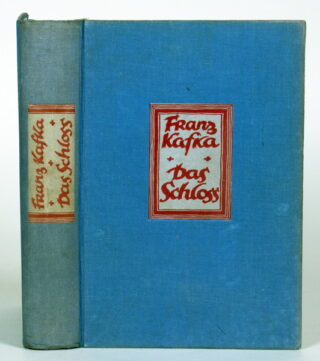 Franz Kafka
+ Das Schloss +
Franz
Kafka
+ +
Das
Schloss